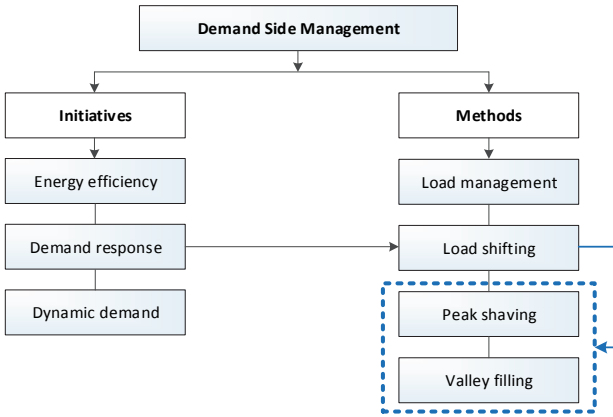 Demand Side Management
Initiatives
Methods
Energy efficiency
Load management
Demand response
Load shifting
Dynamic demand
Peak shaving
Valley filling